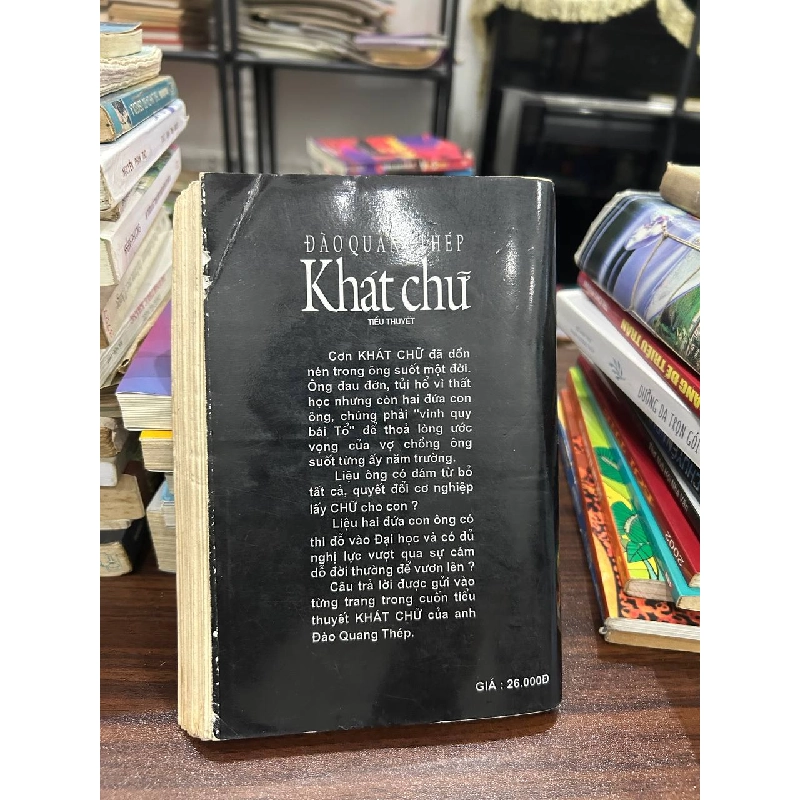 ĐÀO QUANG THÉP
Khát chữ
TIỂU THUYẾT
Cơn KHÁT CHỮ đã dồn
nén trong ông suốt một đời.
Ông đau đớn, tủi hổ vì thất
học nhưng còn hai đứa con
ông, chúng phải "vinh quy
bái Tổ" để thoả lòng ước
vọng của vợ chồng ông
suốt từng ấy năm trường.
Liệu ông có dám từ bỏ
tất cả, quyết đổi cơ nghiệp
lấy CHỮ cho con ?
Liệu hai đứa con ông có
thi đỗ vào Đại học và có đủ
nghị lực vượt qua sự cám
dỗ đời thường để vươn lên ?
Câu trả lời được gửi vào
từng trang trong cuốn tiểu
thuyết KHÁT CHỮ của anh
Đào Quang Thép.
GIÁ : 26.000Đ
DƯỠNG DA TRỌN GÓI
2002